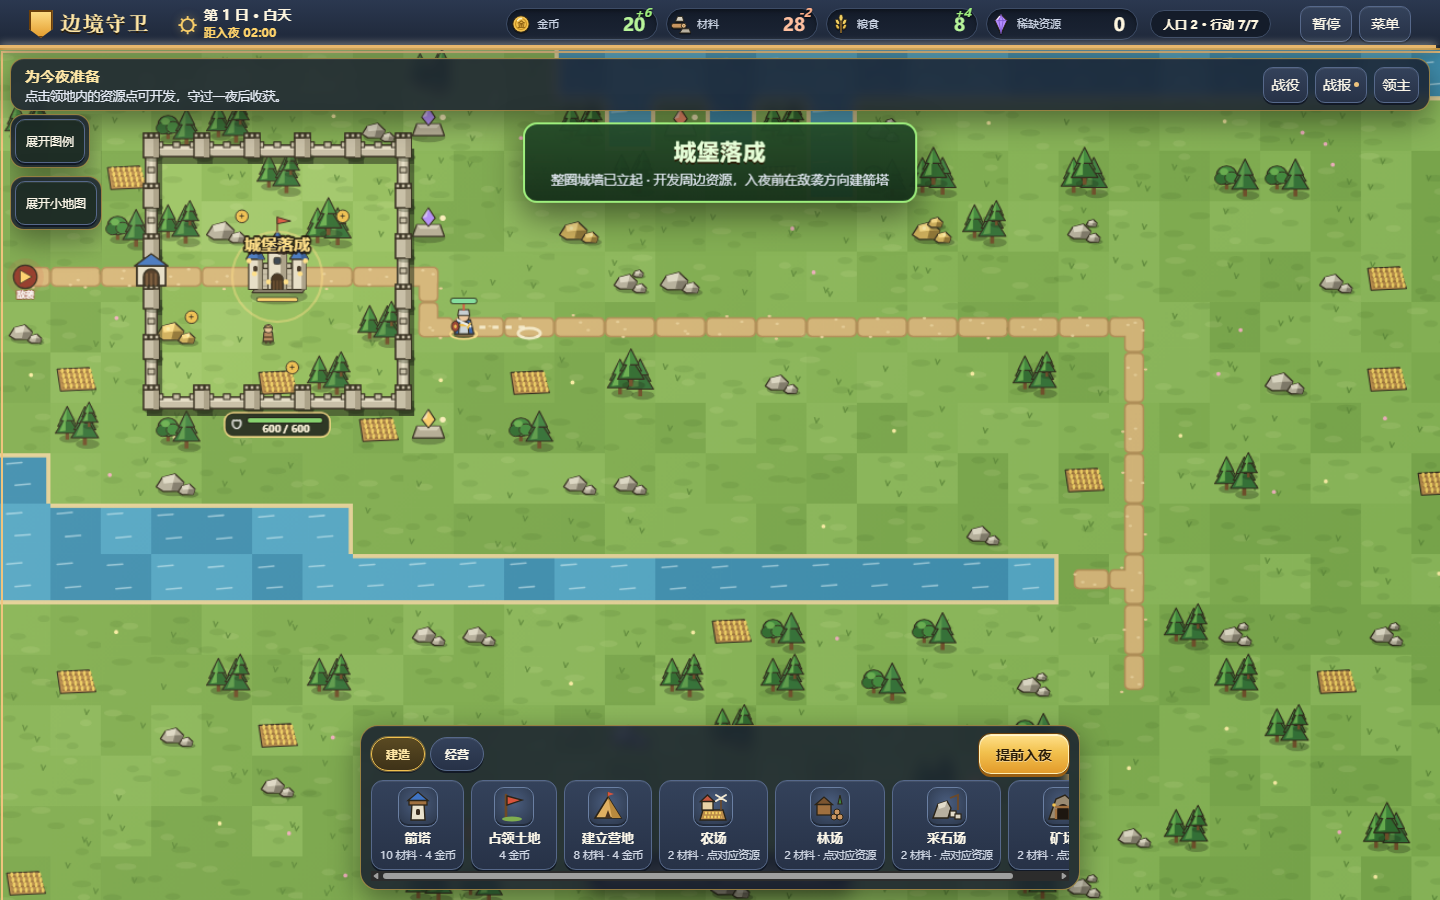 边境守卫
第 1 日 • 白天
距入夜 02:00
金
金币
20
+6
材料
28
-2
粮食
8
+4
稀缺资源
0
人口 2 • 行动 7/7
暂停
菜单
为今夜准备
点击领地内的资源点可开发，守过一夜后收获。
战役
战报
领主
展开图例
展开小地图
城堡落成
整圈城墙已立起 · 开发周边资源，入夜前在敌袭方向建箭塔
城堡落成
敌袭
600 / 600
建造
经营
提前入夜
箭塔
10 材料 · 4 金币
占领土地
4 金币
建立营地
8 材料 · 4 金币
农场
2 材料 · 点对应资源
林场
2 材料 · 点对应资源
采石场
2 材料 · 点对应资源
2 材料 · 点